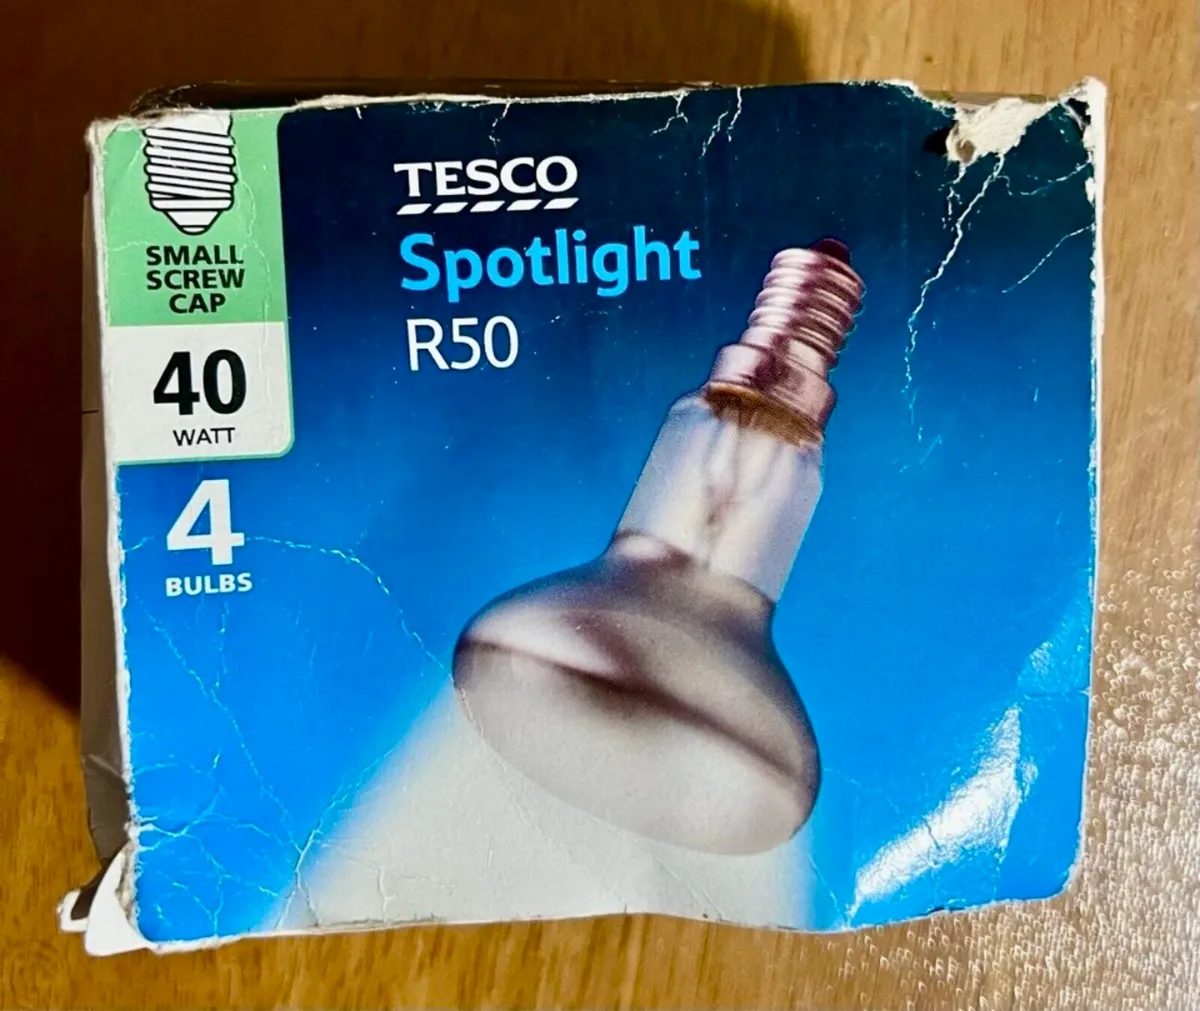 SMALL
SCREW
CAP
40
WATT
4
BULBS
TESCO
Spotlight
R50